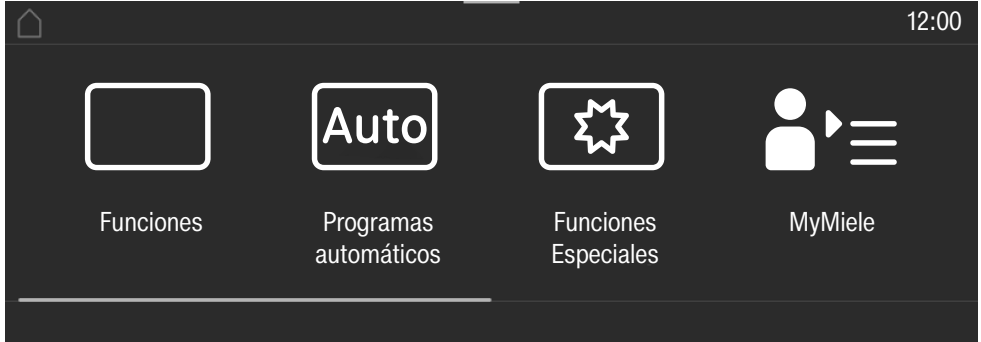 12:00
Auto
Funciones
Programas
automáticos
Funciones
Especiales
MyMiele